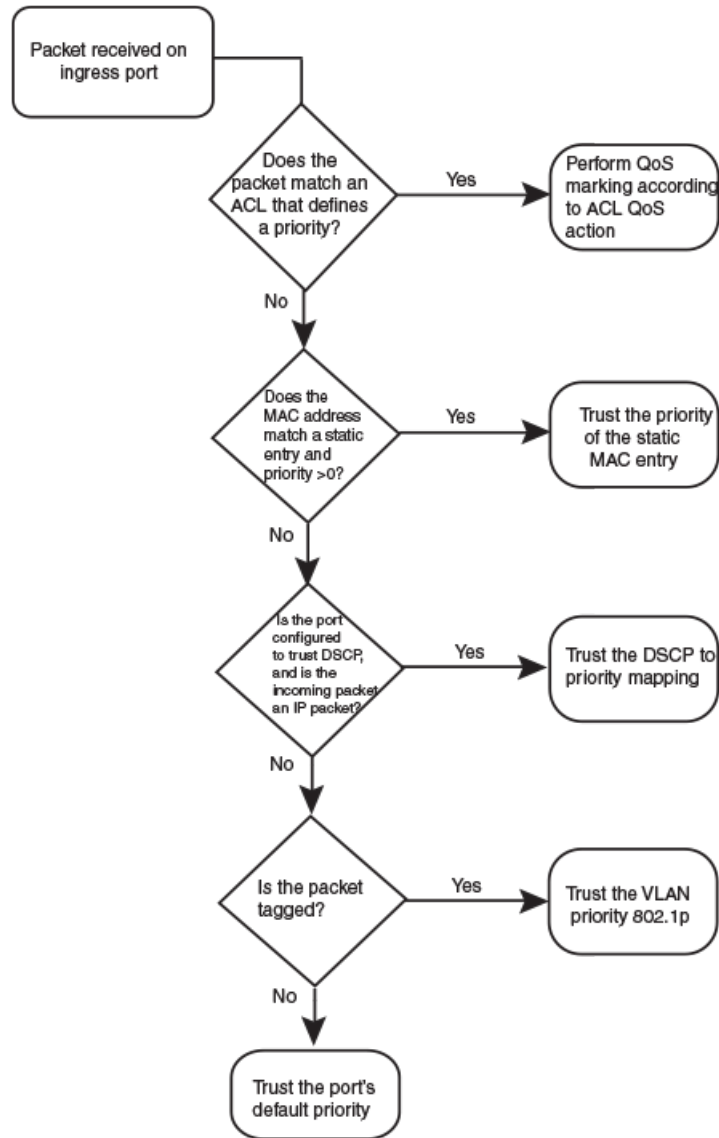 Packet received on
ingress port
Does the
packet match an
ACL that defines
a priority?
Yes
Perform QoS
marking according
to ACL QoS
action
No
Does the
MAC address
match a static
entry and
priority >0?
Yes
Trust the priority
of the static
MAC entry
No
Is the port
configured
to trust DSCP,
and is the
incoming packet
an IP packet?
Yes
Trust the DSCP to
priority mapping
No
Is the packet
tagged?
Yes
Trust the VLAN
priority 802.1p
No
Trust the port's
default priority